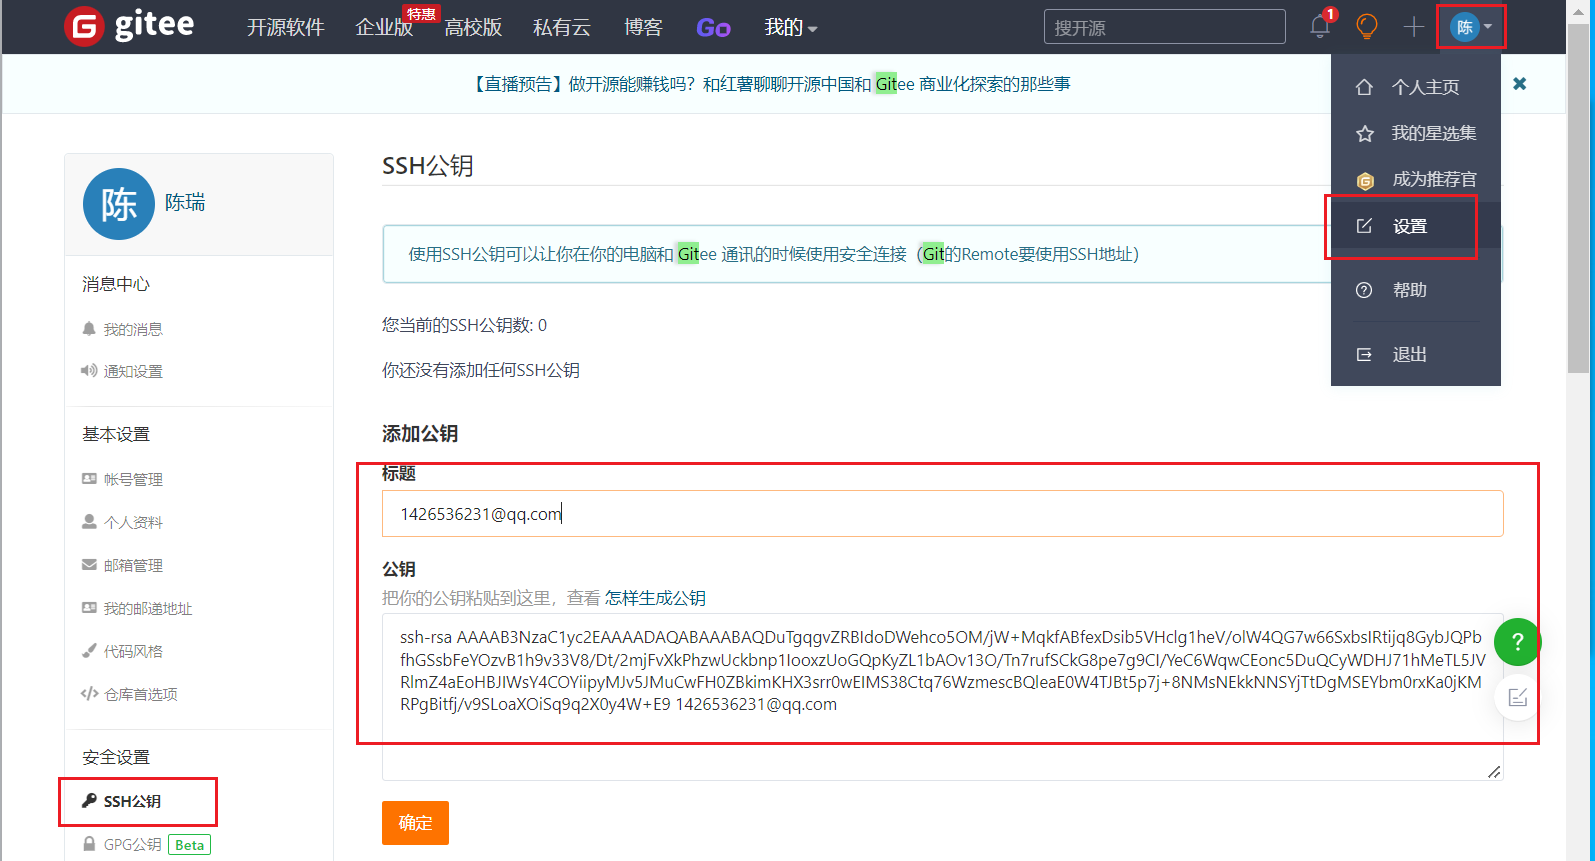 gitee 开源软件 企业版 特惠 高校版 私有云 博客 Go 我的 搜开源 1 陈
【直播预告】做开源能赚钱吗？和红薯聊聊开源中国和 Gitee 商业化探索的那些事
个人主页
我的星选集
成为推荐官
设置
帮助
退出
陈 陈瑞
消息中心
我的消息
通知设置
基本设置
帐号管理
个人资料
邮箱管理
我的邮递地址
代码风格
仓库首选项
安全设置
SSH公钥
GPG公钥 Beta
SSH公钥
使用SSH公钥可以让你在你的电脑和 Gitee 通讯的时候使用安全连接（Git的Remote要使用SSH地址）
您当前的SSH公钥数: 0
你还没有添加任何SSH公钥
添加公钥
标题
1426536231@qq.com
公钥
把你的公钥粘贴到这里，查看 怎样生成公钥
ssh-rsa AAAAB3NzaC1yc2EAAAADAQABAAABAQDuTgqgvZRBIdoDWehco5OM/jW+MqkfABfexDsib5VHclg1heV/olW4QG7w66SxbsIRtijq8GybJQPb
fhGSsbFeYOzvB1h9v33V8/Dt/2mjFvXkPhzwUckbnp1IooxzUoGQpKyZL1bAOv13O/Tn7rufSCkG8pe7g9CI/YeC6WqwCEonc5DuQCyWDHJ71hMeTL5JV
RlmZ4aEoHBJIWsY4COYiipyMJv5JMuCwFH0ZBkimKHX3srr0wEIMS38Ctq76WzmescBQleaE0W4TJBt5p7j+8NMsNEkkNNSYjTtDgMSEYbm0rxKa0jKM
RPgBitfj/v9SLoaXOiSq9q2X0y4W+E9 1426536231@qq.com
确定
?